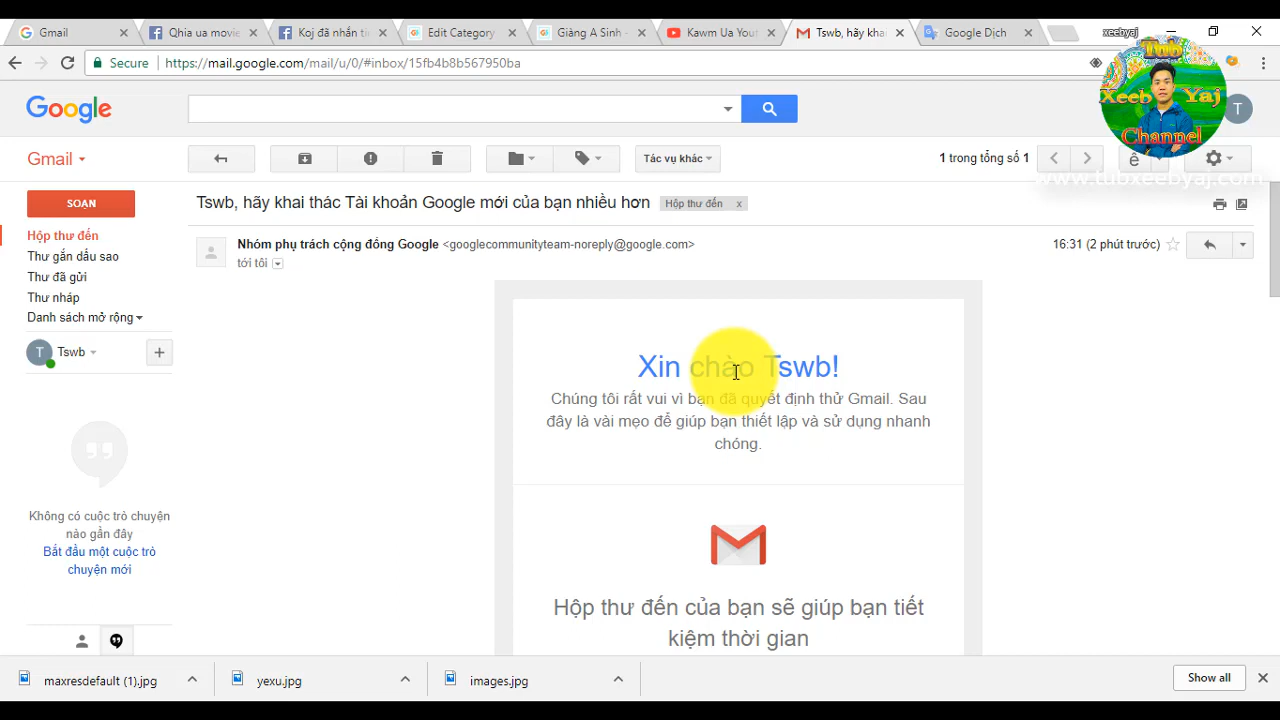 Gmail
Qhia ua movie
Koj đã nhắn ti
Edit Category
Giàng A Sinh -
Kawm Ua You
Tswb, hãy kha
Google Dịch
xeebyaj
Secure
https://mail.google.com/mail/u/0/#inbox/15fb4b8b567950ba
Tub
Xeeb Yaj
Channel
www.tubxeebyaj.com
Google
T
Gmail
Tác vụ khác
1 trong tổng số 1
ê
SOẠN
Tswb, hãy khai thác Tài khoản Google mới của bạn nhiều hơn
Hộp thư đến x
Hộp thư đến
Thư gắn dấu sao
Thư đã gửi
Thư nháp
Danh sách mở rộng
Nhóm phụ trách cộng đồng Google <googlecommunityteam-noreply@google.com>
16:31 (2 phút trước)
tới tôi
T
Tswb
+
Xin chào Tswb!
Chúng tôi rất vui vì bạn đã quyết định thử Gmail. Sau
đây là vài mẹo để giúp bạn thiết lập và sử dụng nhanh
chóng.
Không có cuộc trò chuyện
nào gần đây
Bắt đầu một cuộc trò
chuyện mới
Hộp thư đến của bạn sẽ giúp bạn tiết
kiệm thời gian
maxresdefault (1).jpg
yexu.jpg
images.jpg
Show all